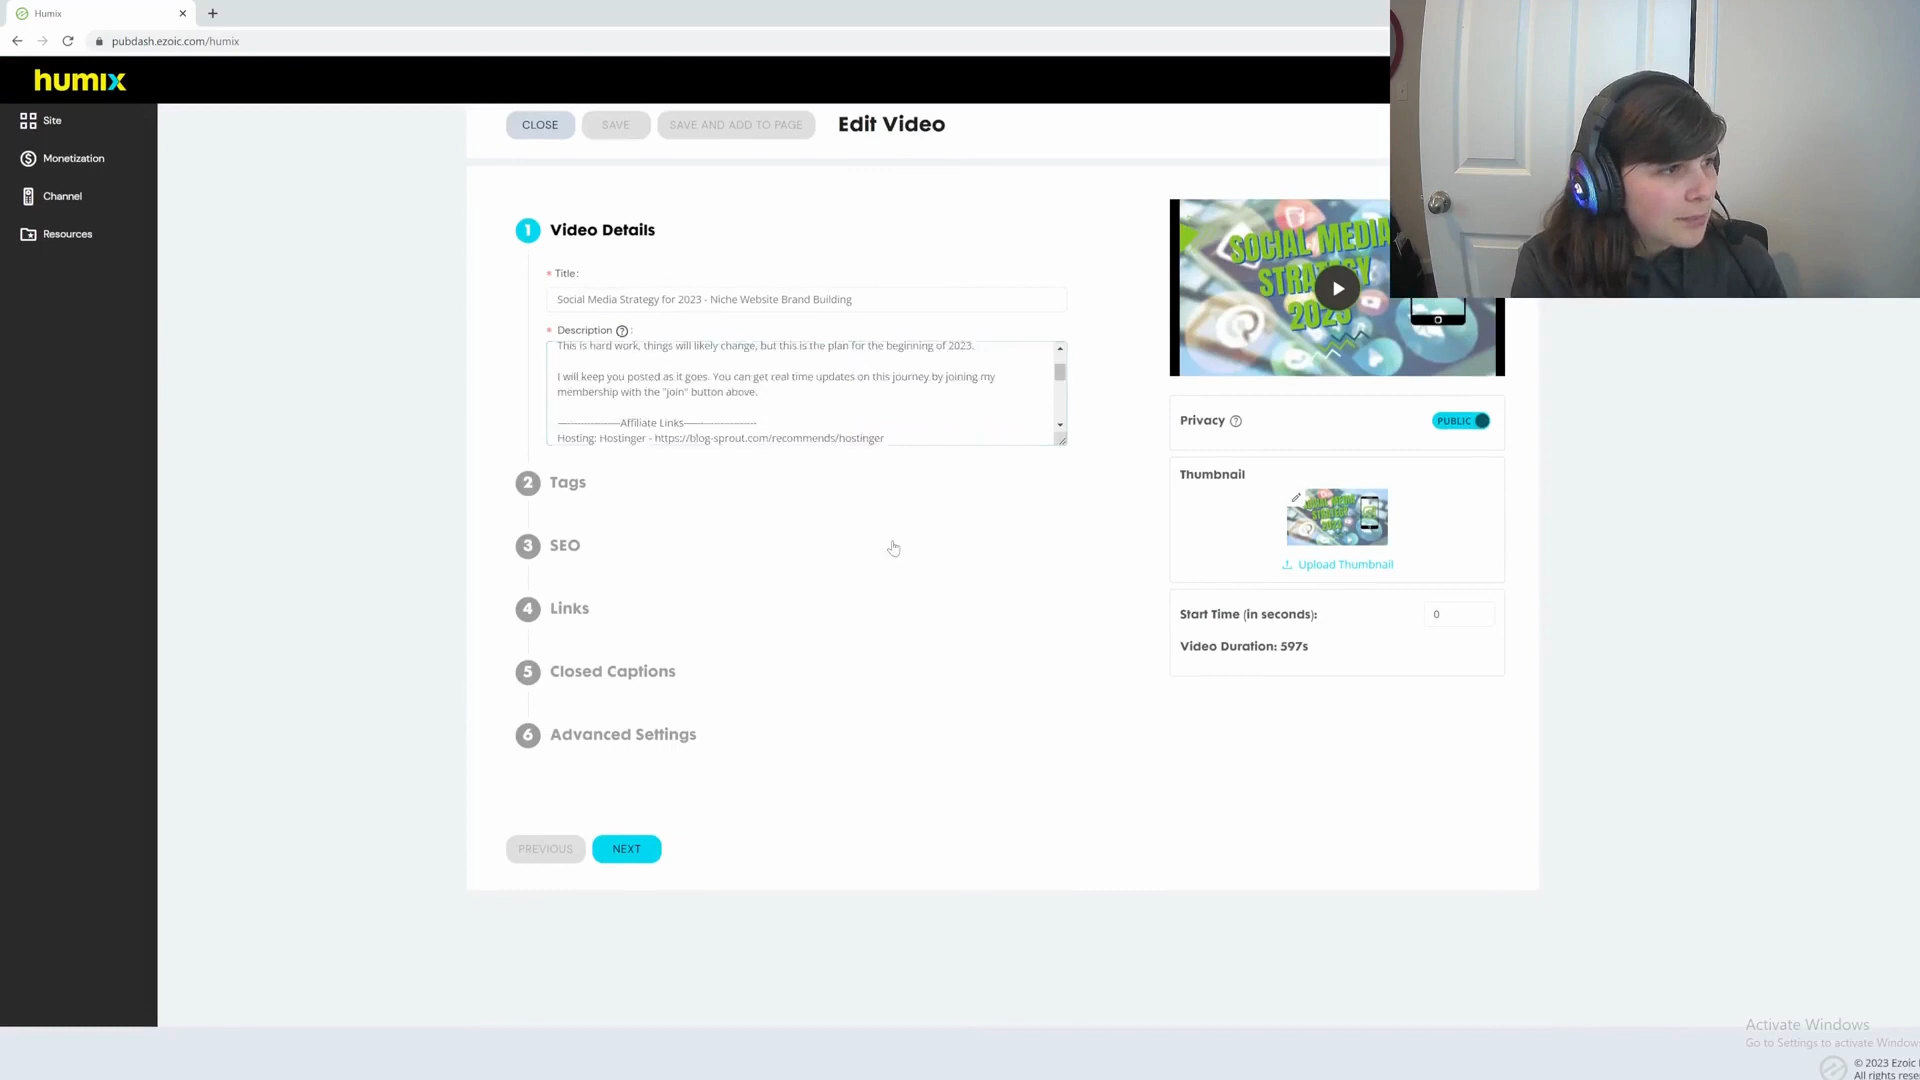 Humix
pubdash.ezoic.com/humix
humix
Site
Monetization
Channel
Resources
CLOSE
SAVE
SAVE AND ADD TO PAGE
Edit Video
1 Video Details
* Title:
Social Media Strategy for 2023 - Niche Website Brand Building
* Description ? :
This is hard work, things will likely change, but this is the plan for the beginning of 2023.
I will keep you posted as it goes. You can get real time updates on this journey by joining my
membership with the "join" button above.
-------------------Affiliate Links----------------------
Hosting: Hostinger - https://blog-sprout.com/recommends/hostinger
2 Tags
3 SEO
4 Links
5 Closed Captions
6 Advanced Settings
PREVIOUS
NEXT
SOCIAL MEDIA
STRATEGY
2023
Privacy ?
PUBLIC
Thumbnail
SOCIAL MEDIA
STRATEGY
2023
Upload Thumbnail
Start Time (in seconds):
0
Video Duration: 597s
Activate Windows
Go to Settings to activate Windows
© 2023 Ezoic
All rights rese